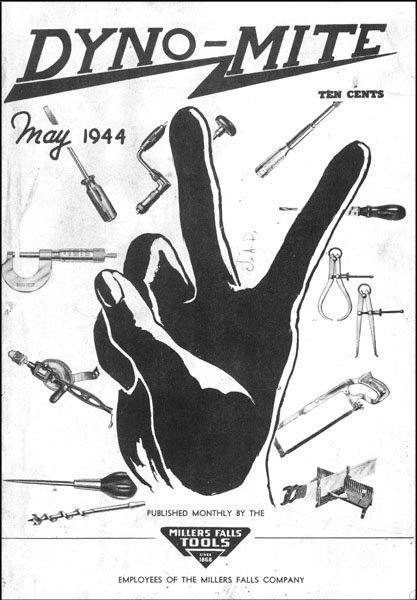 DYNO-MITE
TEN CENTS
May 1944
PUBLISHED MONTHLY BY THE
MILLERS FALLS
TOOLS
SINCE
1868
EMPLOYEES OF THE MILLERS FALLS COMPANY